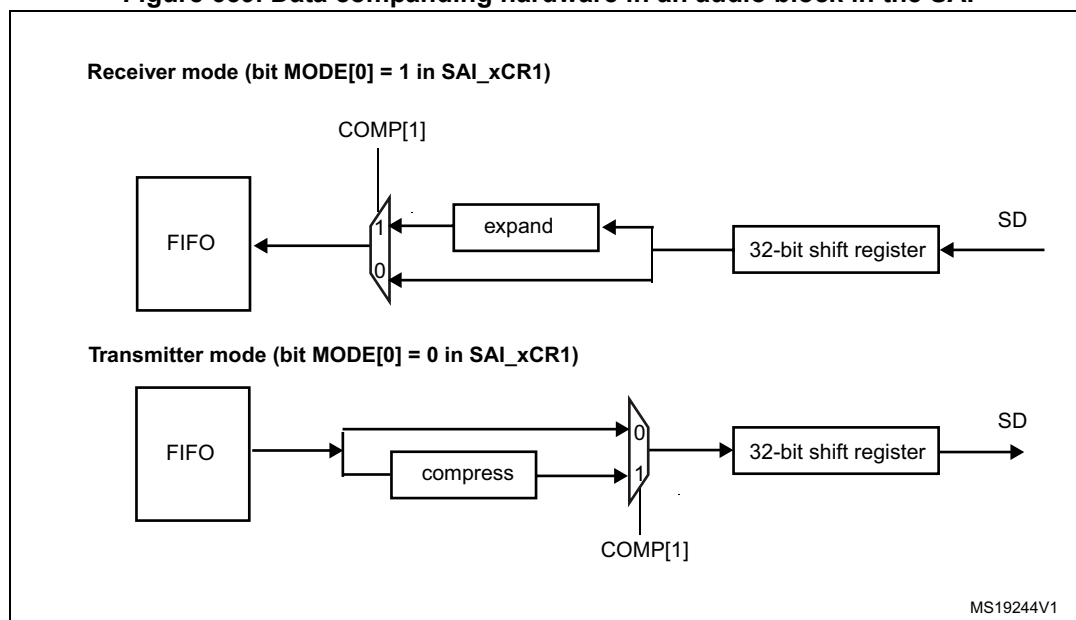 Receiver mode (bit MODE[0] = 1 in SAI_xCR1)
COMP[1]
FIFO
1
expand
0
32-bit shift register
SD
Transmitter mode (bit MODE[0] = 0 in SAI_xCR1)
FIFO
compress
0
1
32-bit shift register
SD
COMP[1]
MS19244V1